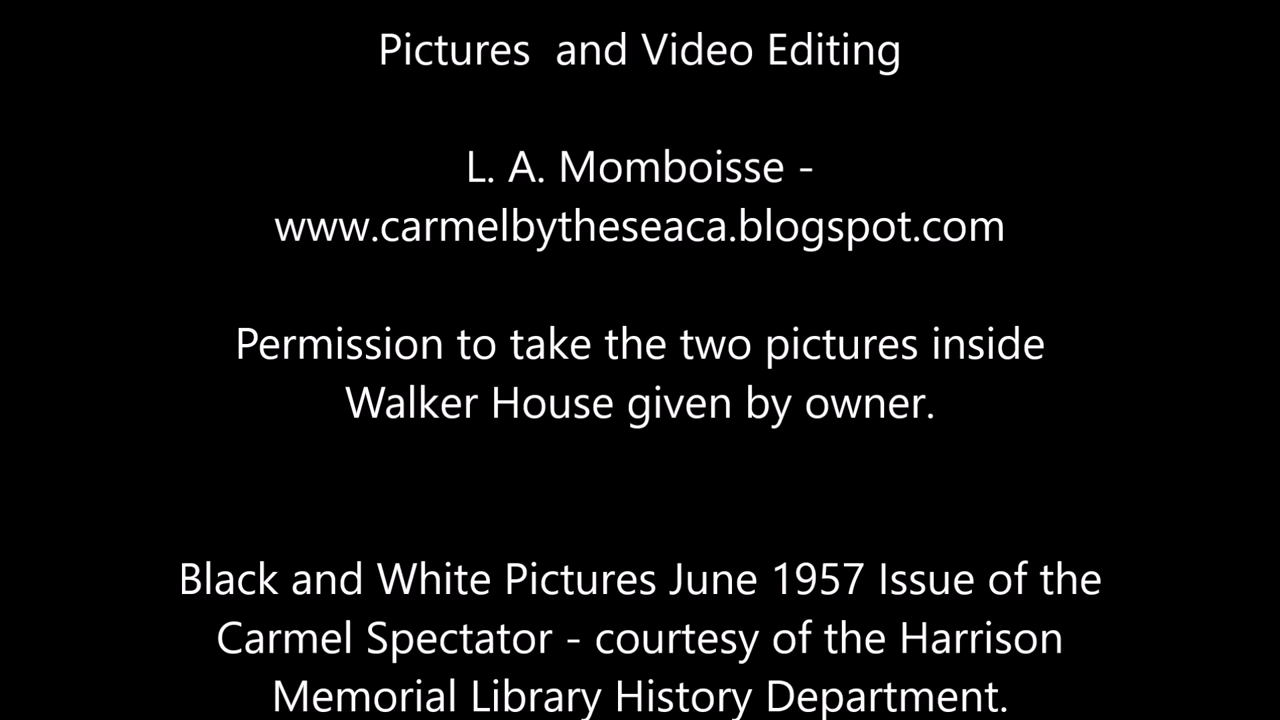 Pictures  and Video Editing
L. A. Momboisse -
www.carmelbytheseaca.blogspot.com
Permission to take the two pictures inside
Walker House given by owner.
Black and White Pictures June 1957 Issue of the
Carmel Spectator - courtesy of the Harrison
Memorial Library History Department.